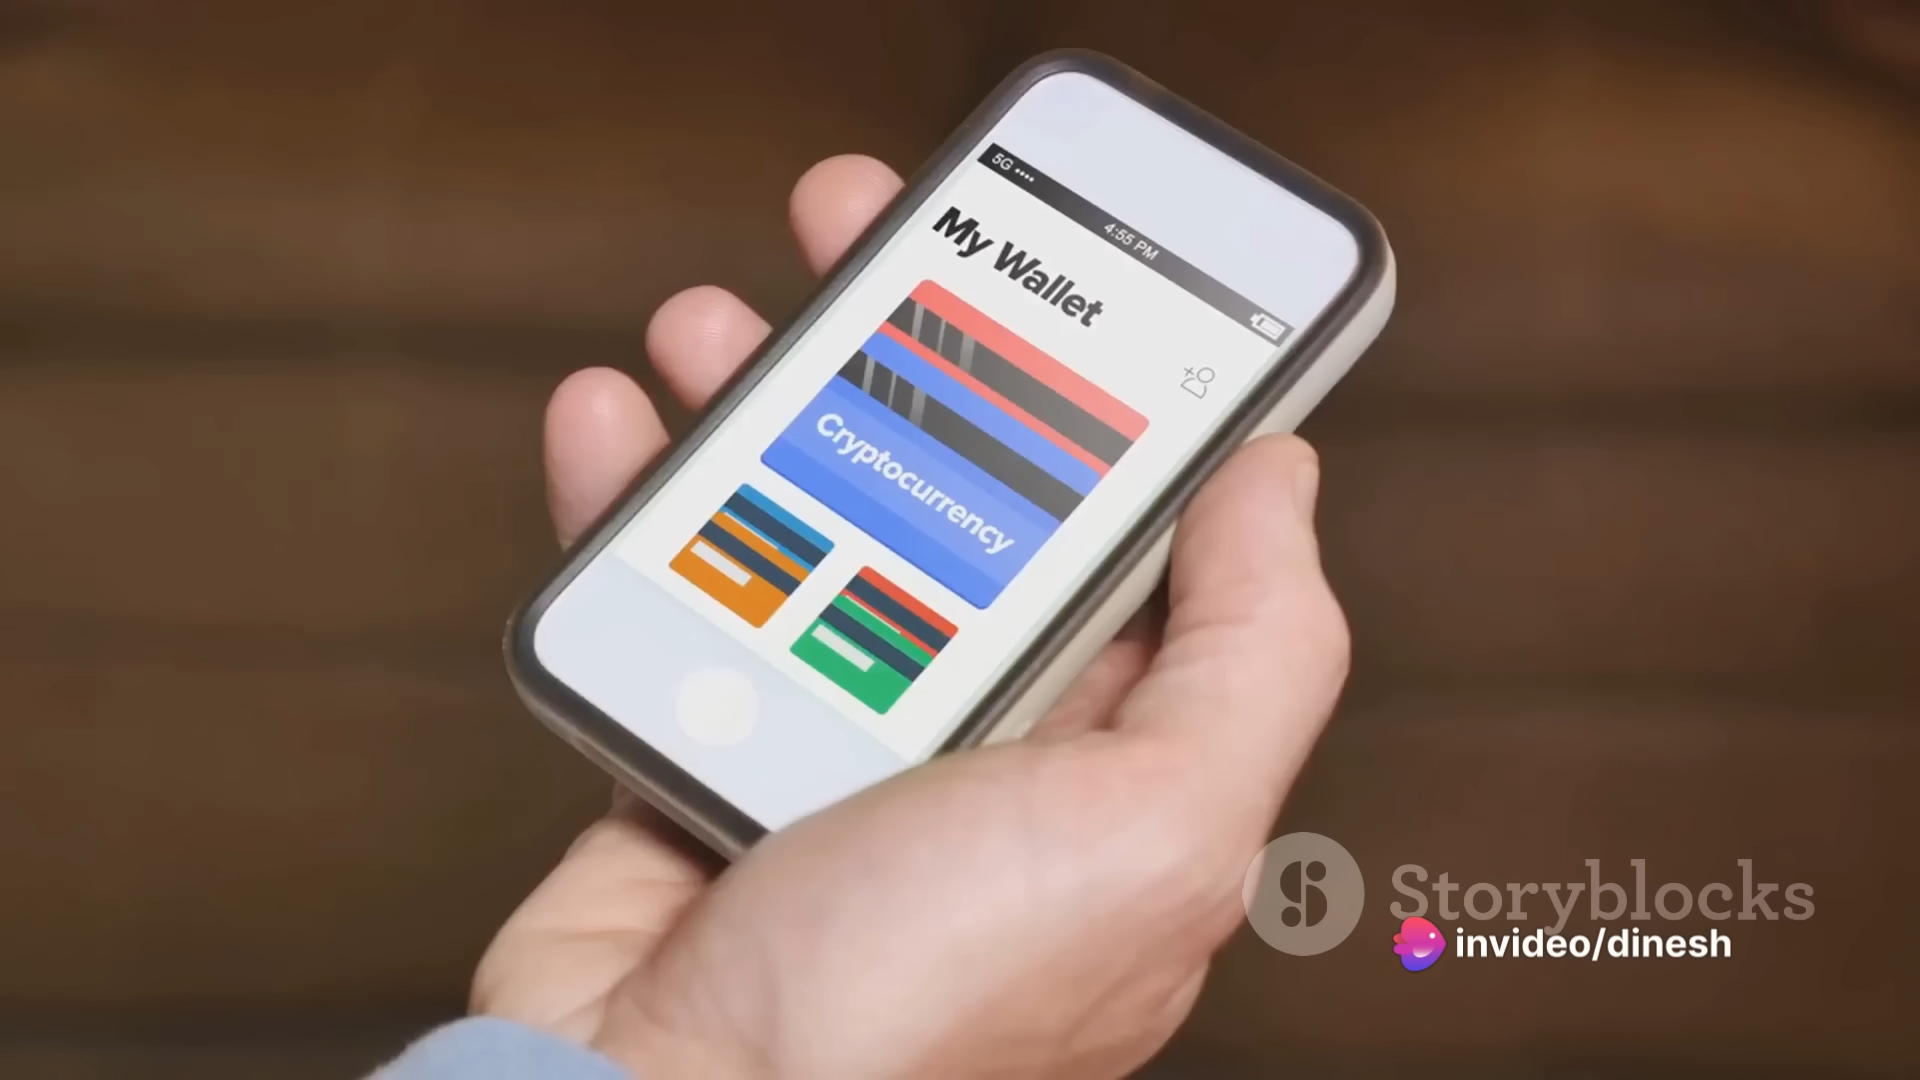 5G
4:55 PM
My Wallet
Cryptocurrency
Storyblocks
invideo/dinesh